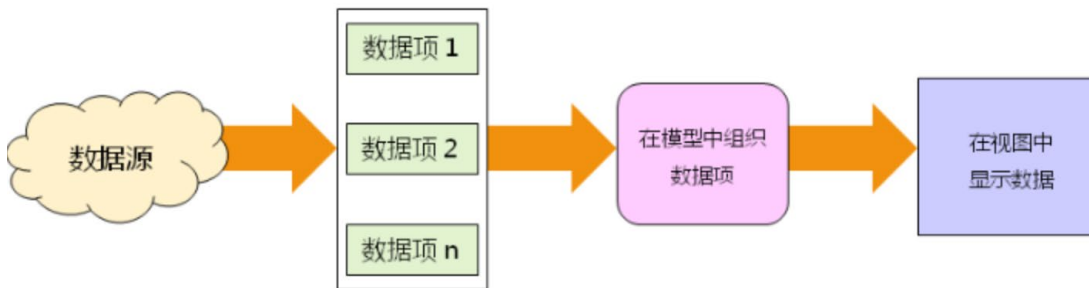 数据源
数据项 1
数据项 2
数据项 n
在模型中组织
数据项
在视图中
显示数据